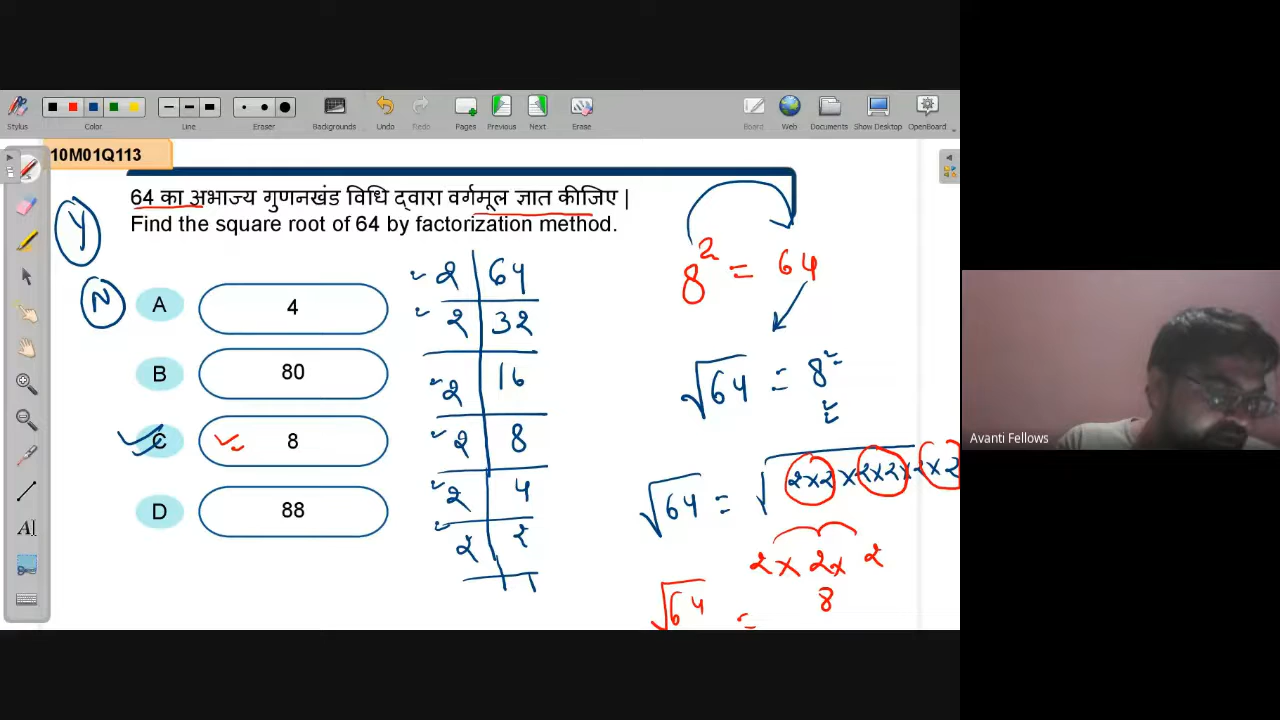 Stylus Color Line Eraser Backgrounds Undo Redo Pages Previous Next Erase Board Web Documents Show Desktop OpenBoard
10M01Q113
64 का अभाज्य गुणनखंड विधि द्वारा वर्गमूल ज्ञात कीजिए |
Find the square root of 64 by factorization method.
Y
N
A 4
B 80
C 8
D 88
2 | 64
2 | 32
2 | 16
2 | 8
2 | 4
2 | 2
1
8² = 64
√64 = 8
√64 = √2×2×2×2×2×2
2×2×2
8
√64 =
Avanti Fellows